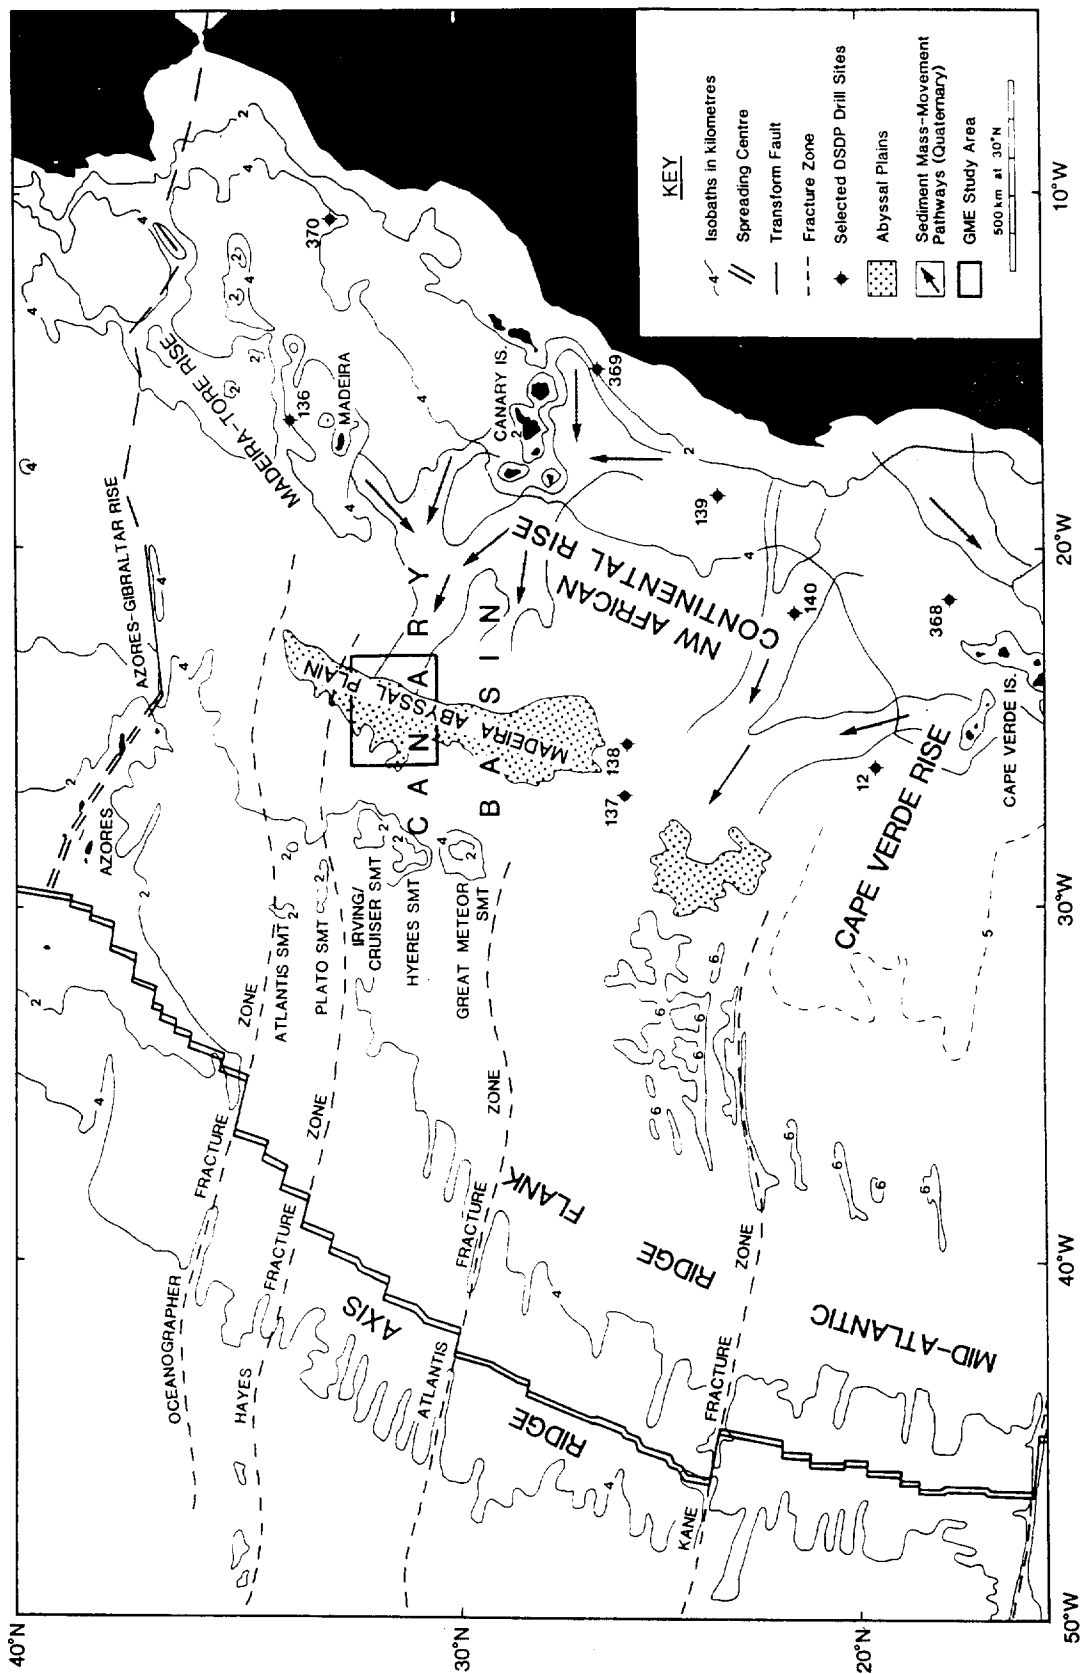 40°N
30°N
20°N
50°W
40°W
30°W
20°W
10°W
KEY
Isobaths in kilometres
Spreading Centre
Transform Fault
Fracture Zone
Selected DSDP Drill Sites
Abyssal Plains
Sediment Mass-Movement
Pathways (Quaternary)
GME Study Area
500 km at 30°N
AZORES-GIBRALTAR RISE
AZORES
MADEIRA-TORE RISE
MADEIRA
CANARY IS.
CANARY
BASIN
MADEIRA ABYSSAL
PLAIN
NW AFRICAN
CONTINENTAL RISE
CAPE VERDE RISE
CAPE VERDE IS.
ATLANTIS SMT
PLATO SMT
IRVING/
CRUISER SMT
HYERES SMT
GREAT METEOR
SMT
OCEANOGRAPHER
FRACTURE
ZONE
HAYES
FRACTURE
ZONE
ATLANTIS
FRACTURE
ZONE
KANE
FRACTURE
ZONE
RIDGE
AXIS
MID-ATLANTIC
RIDGE
FLANK
370
136
369
139
140
368
138
137
12
2
4
5
6